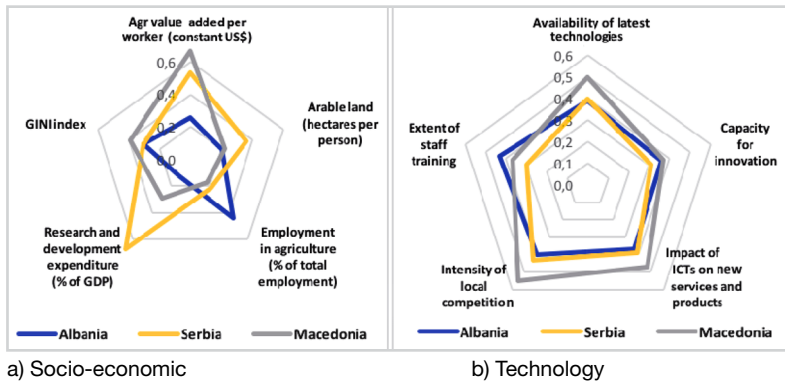 Agr value added per
worker (constant US$)
0,6
0,4
0,2
0,0
GINI index
Arable land
(hectares per
person)
Research and
development
expenditure
(% of GDP)
Employment
in agriculture
(% of total
employment)
Albania
Serbia
Macedonia
Availability of latest
technologies
0,6
0,5
0,4
0,3
0,2
0,1
0,0
Extent of
staff
training
Capacity
for
innovation
Intensity of
local
competition
Impact of
ICTs on new
services and
products
Albania
Serbia
Macedonia
a) Socio-economic
b) Technology